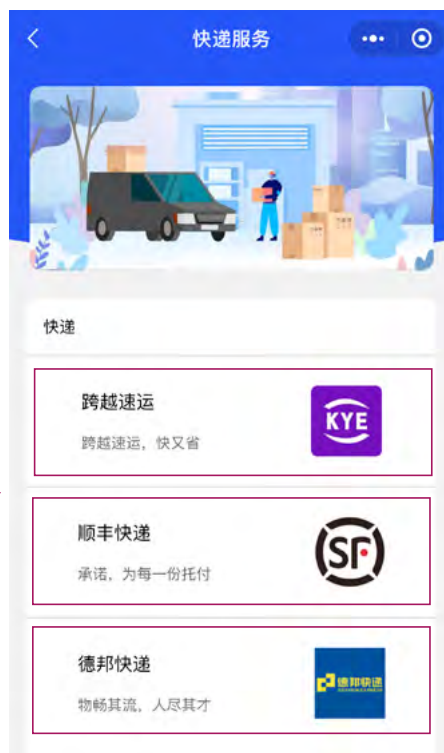 快递服务
快递
跨越速运
跨越速运，快又省
KYE
顺丰快递
承诺，为每一份托付
SF
德邦快递
物畅其流，人尽其才
德邦快递